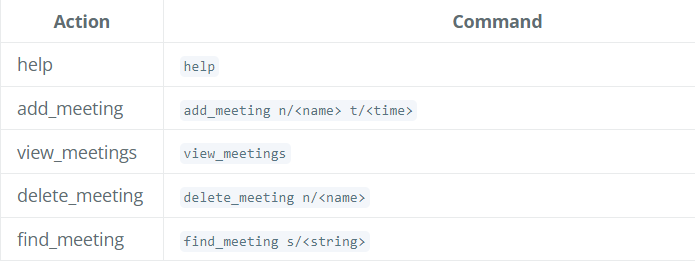 Action Command
help help
add_meeting add_meeting n/<name> t/<time>
view_meetings view_meetings
delete_meeting delete_meeting n/<name>
find_meeting find_meeting s/<string>